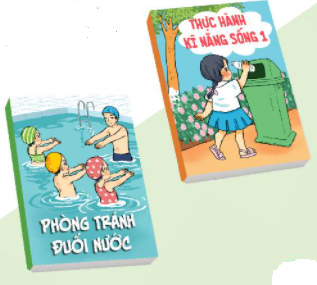 THỰC HÀNH
KĨ NĂNG SỐNG 1
PHÒNG TRÁNH
ĐUỐI NƯỚC